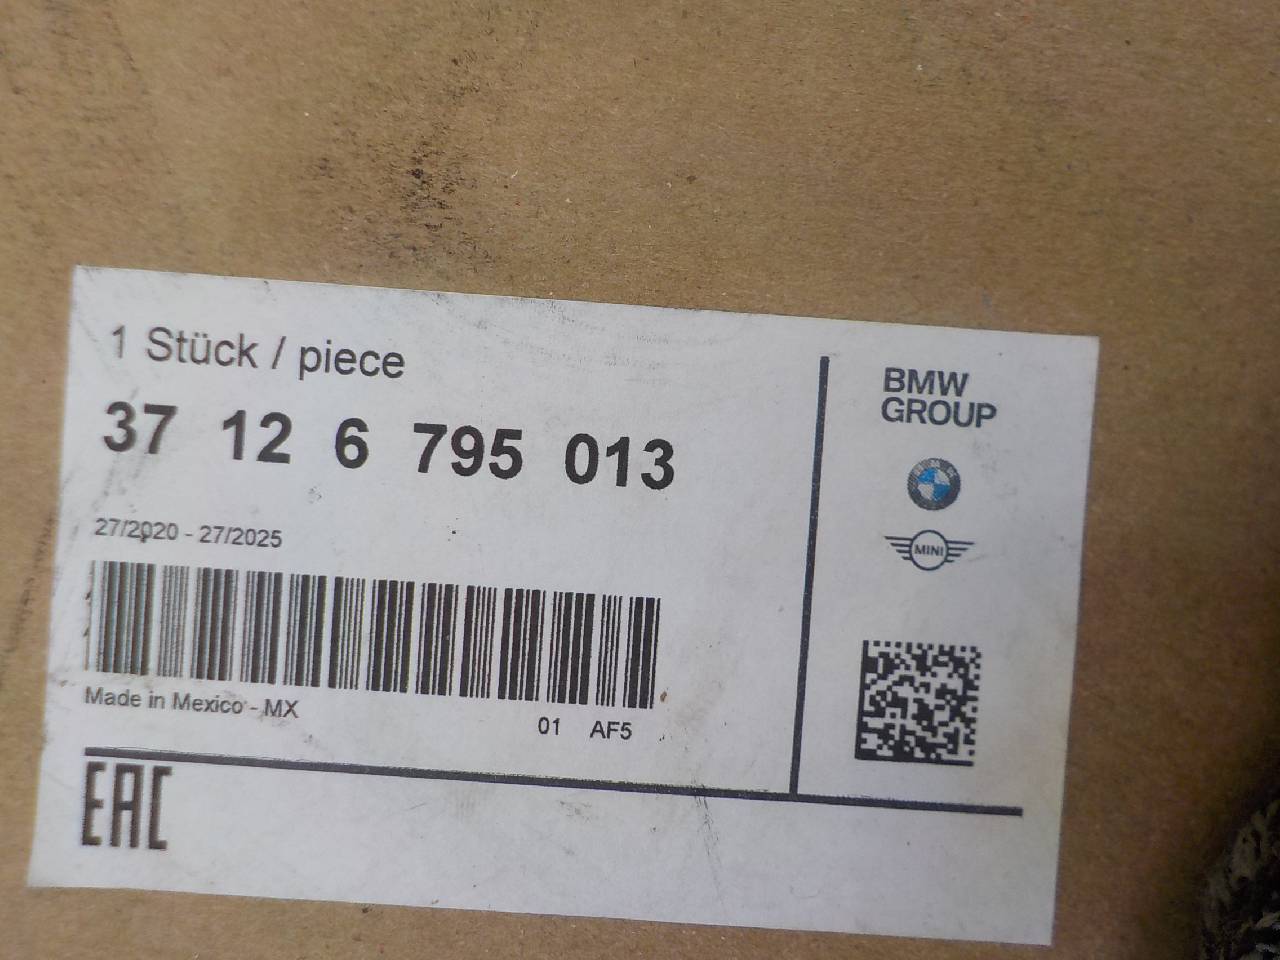 1 Stück / piece
37 12 6 795 013
27/2020 - 27/2025
Made in Mexico - MX
01 AF5
EAC
BMW
GROUP
BMW
MINI